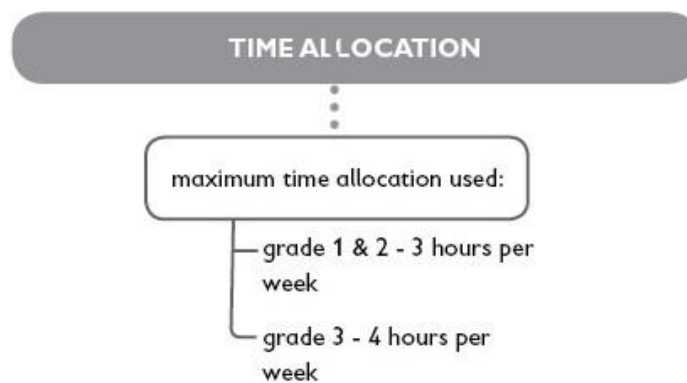 TIME ALLOCATION
maximum time allocation used:
grade 1 & 2 - 3 hours per
week
grade 3 - 4 hours per
week